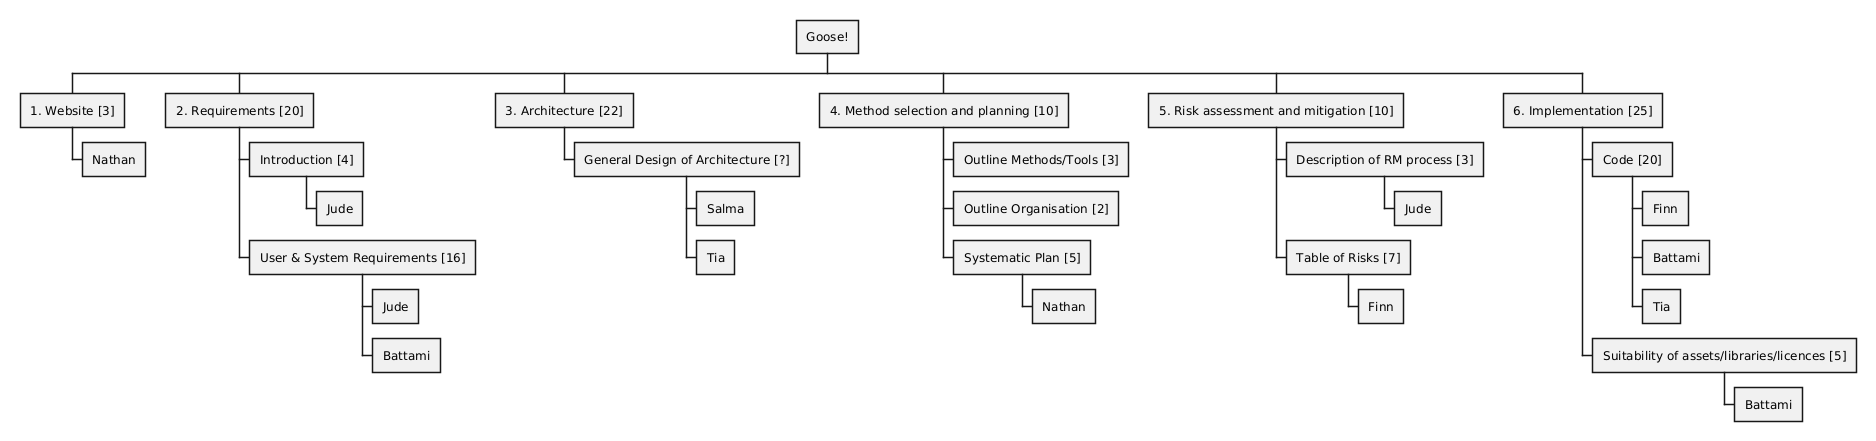 Goose!
1. Website [3]
Nathan
2. Requirements [20]
Introduction [4]
Jude
User & System Requirements [16]
Jude
Battami
3. Architecture [22]
General Design of Architecture [?]
Salma
Tia
4. Method selection and planning [10]
Outline Methods/Tools [3]
Outline Organisation [2]
Systematic Plan [5]
Nathan
5. Risk assessment and mitigation [10]
Description of RM process [3]
Jude
Table of Risks [7]
Finn
6. Implementation [25]
Code [20]
Finn
Battami
Tia
Suitability of assets/libraries/licences [5]
Battami